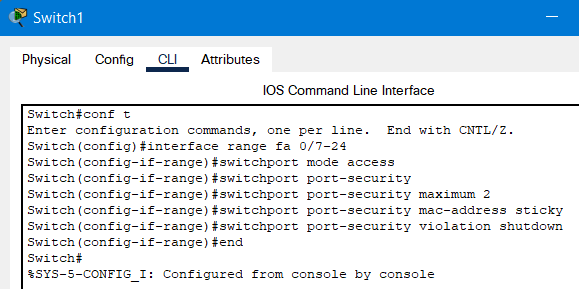 Switch1
Physical Config CLI Attributes
IOS Command Line Interface
Switch#conf t
Enter configuration commands, one per line.  End with CNTL/Z.
Switch(config)#interface range fa 0/7-24
Switch(config-if-range)#switchport mode access
Switch(config-if-range)#switchport port-security
Switch(config-if-range)#switchport port-security maximum 2
Switch(config-if-range)#switchport port-security mac-address sticky
Switch(config-if-range)#switchport port-security violation shutdown
Switch(config-if-range)#end
Switch#
%SYS-5-CONFIG_I: Configured from console by console